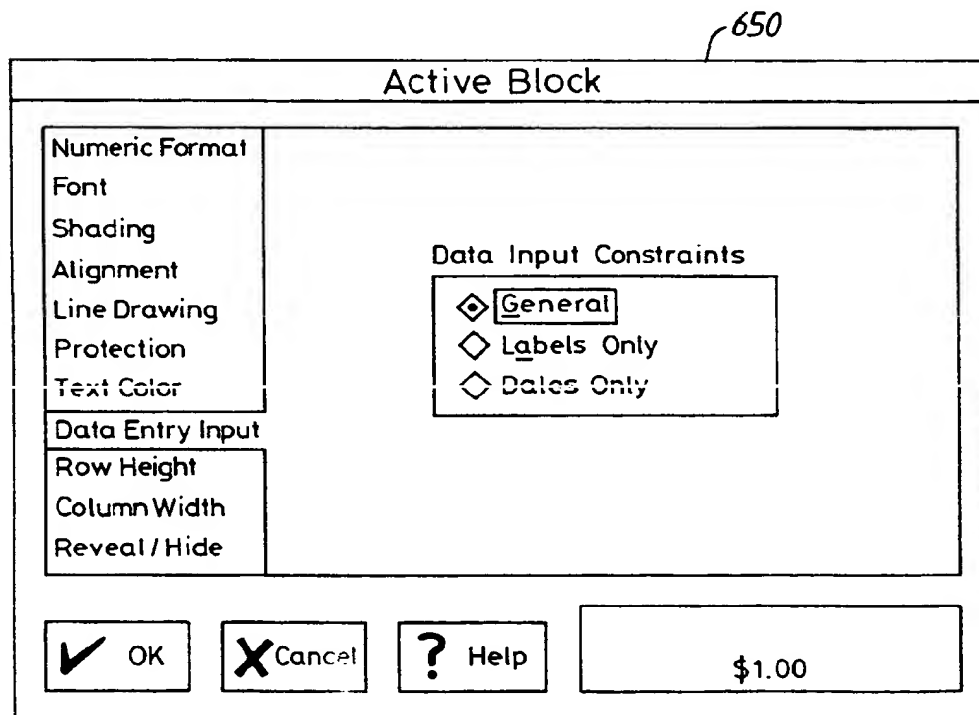 650
Active Block
Numeric Format
Font
Shading
Alignment
Line Drawing
Protection
Text Color
Data Entry Input
Row Height
Column Width
Reveal / Hide
Data Input Constraints
General
Labels Only
Dates Only
OK
Cancel
Help
$1.00